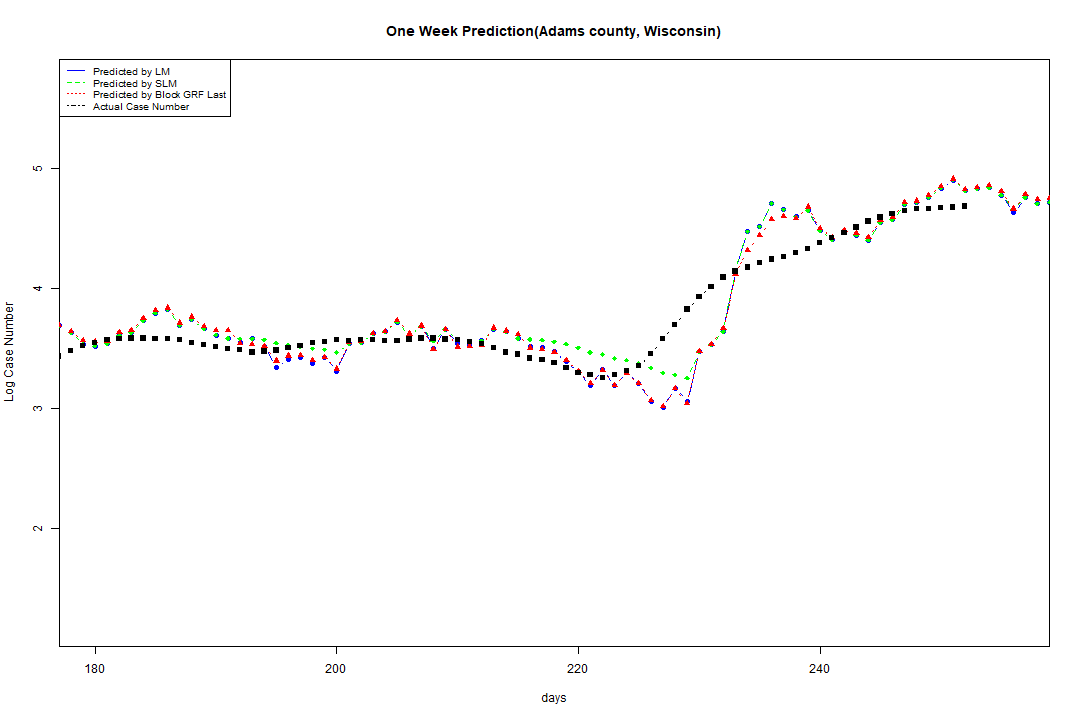 One Week Prediction(Adams county, Wisconsin)
Predicted by LM
Predicted by SLM
Predicted by Block GRF Last
Actual Case Number
5
4
3
2
Log Case Number
180 200 220 240
days